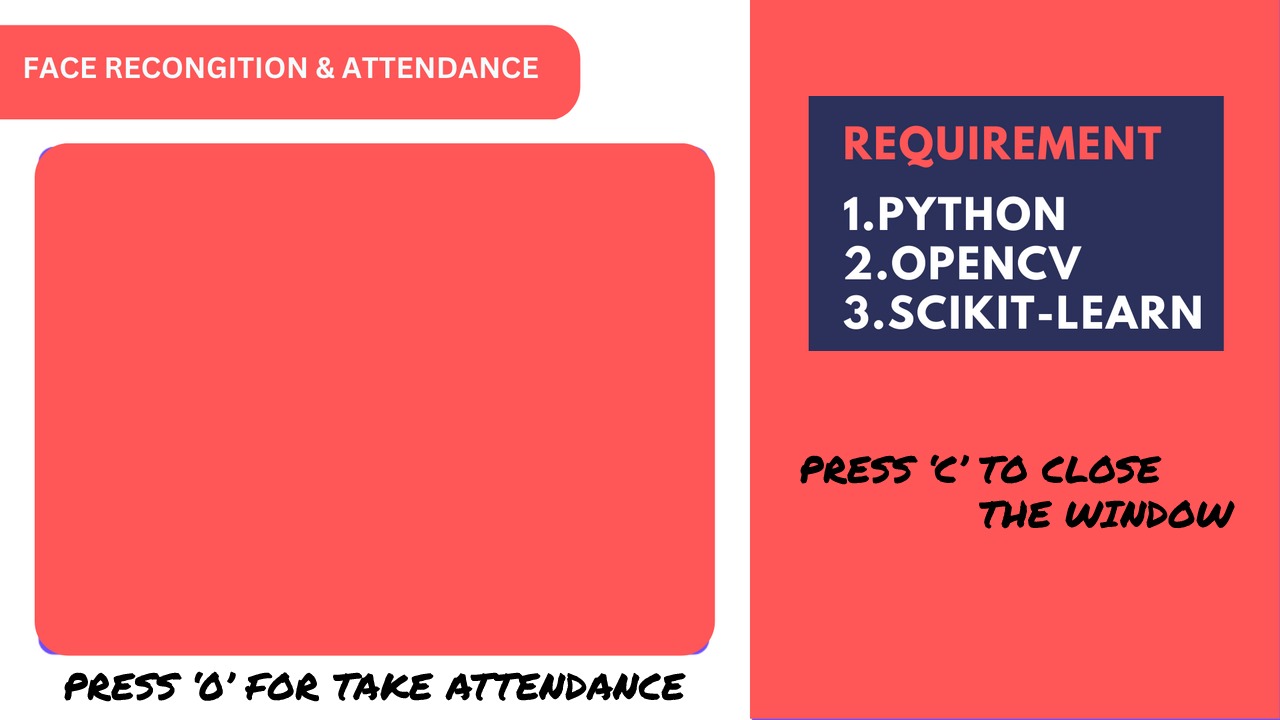 FACE RECONGITION & ATTENDANCE
REQUIREMENT
1.PYTHON
2.OPENCV
3.SCIKIT-LEARN
PRESS ‘C’ TO CLOSE
THE WINDOW
PRESS ‘O’ FOR TAKE ATTENDANCE